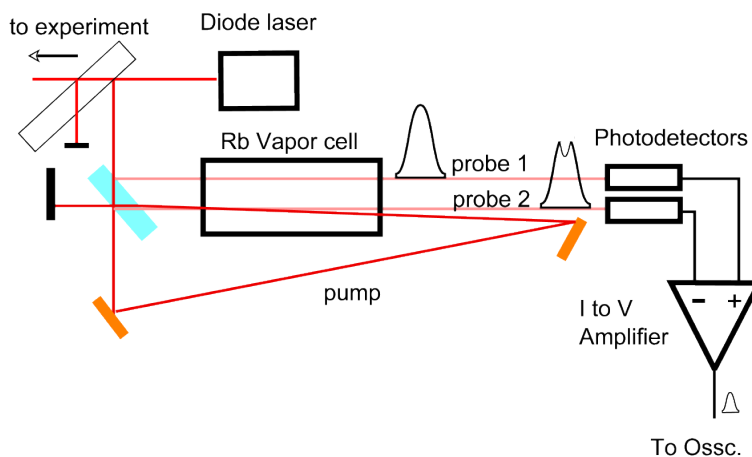 to experiment
Diode laser
Rb Vapor cell
Photodetectors
probe 1
probe 2
pump
- +
I to V
Amplifier
To Ossc.